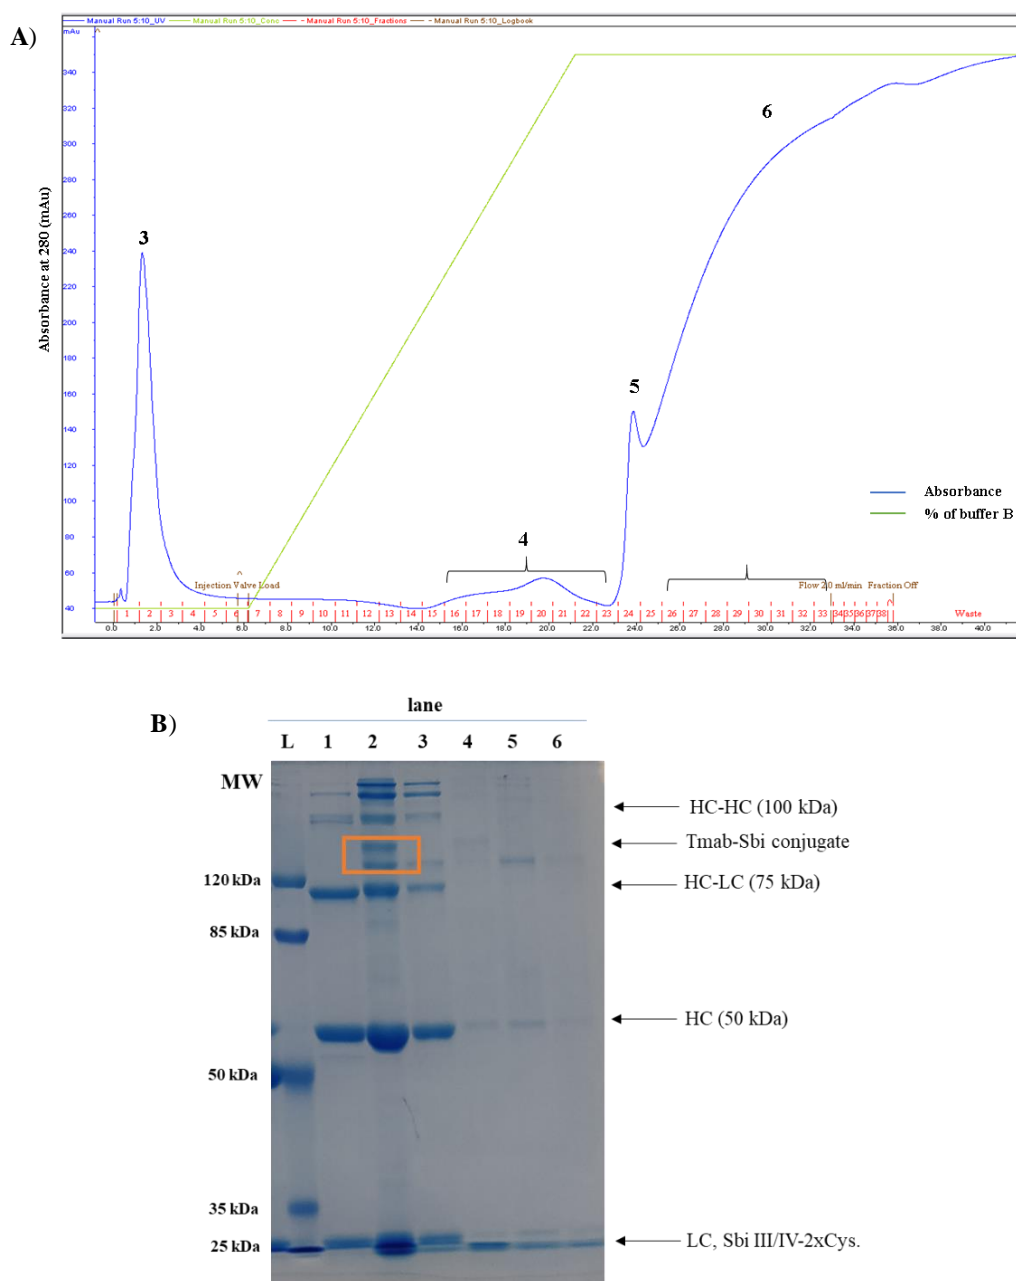 A)
Manual Run 5:10_UV Manual Run 5:10_Conc Manual Run 5:10_Fractions Manual Run 5:10_Logbook
mAu
340
320
300
280
260
240
220
200
180
160
140
120
100
80
60
40
Absorbance at 280 (mAu)
3
4
5
6
Absorbance
% of buffer B
Injection Valve Load
Flow 2.0 ml/min Fraction Off
1 2 3 4 5 6 7 8 9 10 11 12 13 14 15 16 17 18 19 20 21 22 23 24 25 26 27 28 29 30 31 32 33 34 35 36 37 38 Waste
0.0 2.0 4.0 6.0 8.0 10.0 12.0 14.0 16.0 18.0 20.0 22.0 24.0 26.0 28.0 30.0 32.0 34.0 36.0 38.0 40.0
B)
lane
L 1 2 3 4 5 6
MW
120 kDa
85 kDa
50 kDa
35 kDa
25 kDa
HC-HC (100 kDa)
Tmab-Sbi conjugate
HC-LC (75 kDa)
HC (50 kDa)
LC, Sbi III/IV-2xCys.